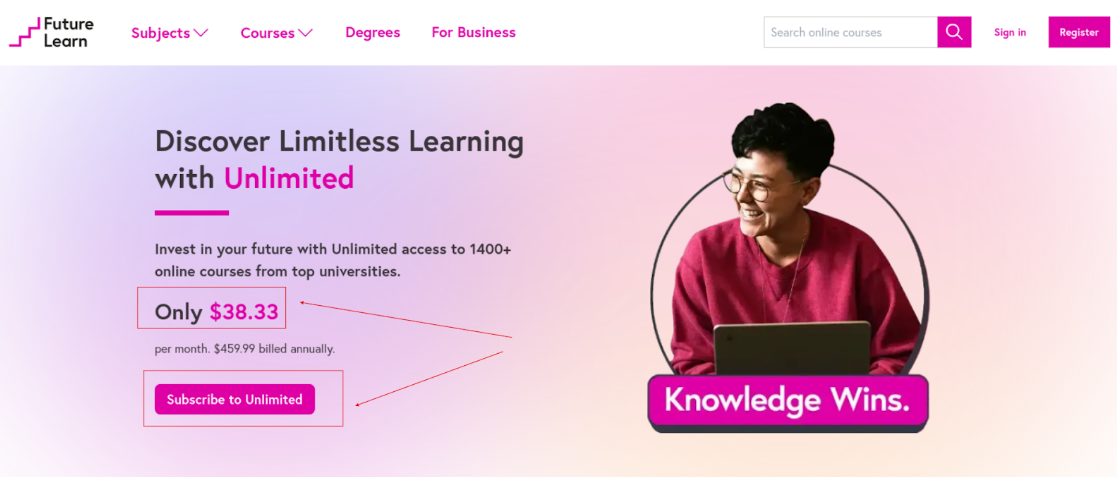 Future
Learn
Subjects
Courses
Degrees
For Business
Search online courses
Sign in
Register
Discover Limitless Learning
with Unlimited
Invest in your future with Unlimited access to 1400+
online courses from top universities.
Only $38.33
per month. $459.99 billed annually.
Subscribe to Unlimited
Knowledge Wins.